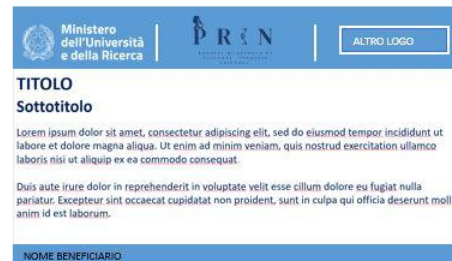 Ministero
dell'Università
e della Ricerca
PRIN
ALTRO LOGO
TITOLO
Sottotitolo
Lorem ipsum dolor sit amet, consectetur adipiscing elit, sed do eiusmod tempor incididunt ut
labore et dolore magna aliqua. Ut enim ad minim veniam, quis nostrud exercitation ullamco
laboris nisi ut aliquip ex ea commodo consequat.
Duis aute irure dolor in reprehenderit in voluptate velit esse cillum dolore eu fugiat nulla
pariatur. Excepteur sint occaecat cupidatat non proident, sunt in culpa qui officia deserunt moll
anim id est laborum.
NOME BENEFICIARIO